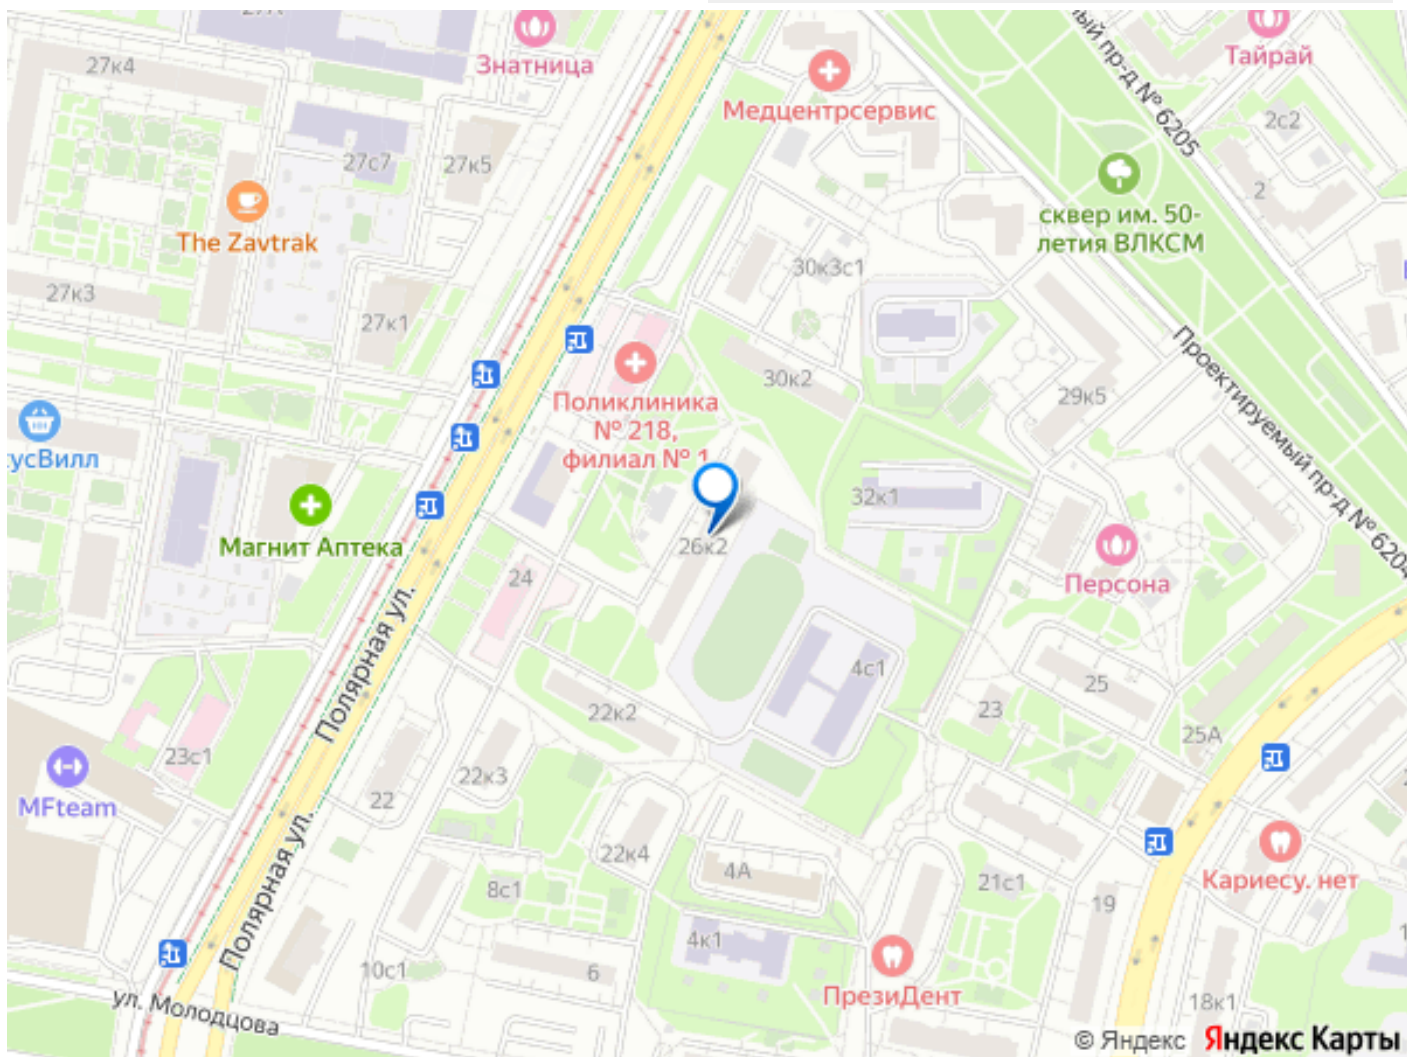 27к4
Знатница
Медцентрсервис
Тайрай
ый пр-д № 6205
27с7
27к5
2с2
2
The Zavtrak
сквер им. 50-
летия ВЛКСМ
30к3с1
27к3
27к1
Проектируемый пр-д № 6204
30к2
29к5
Поликлиника
№ 218,
филиал № 1
усВилл
32к1
Магнит Аптека
26к2
Персона
24
Полярная ул.
4с1
25
22к2
23
25А
23с1
22к3
MFteam
22
22к4
4А
Кариесу. нет
8с1
21с1
19
Полярная ул.
4к1
10с1
6
ПрезиДент
18к1
ул. Молодцова
© Яндекс Яндекс Карты